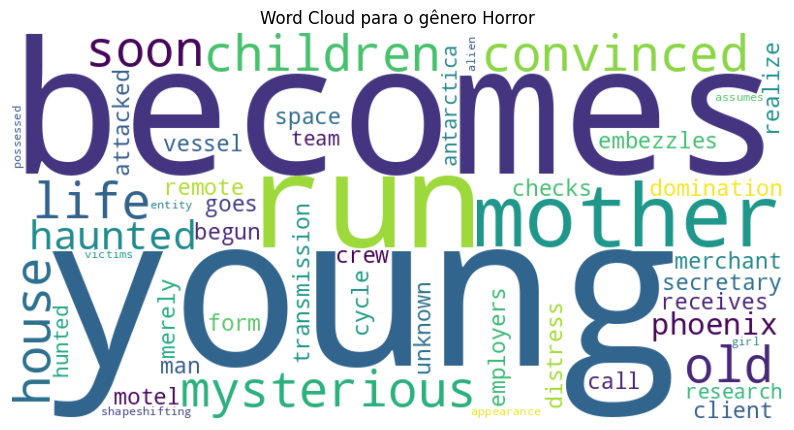 Word Cloud para o gênero Horror
soon
children
convinced
alien
realize
becomes
possessed
attacked
vessel
space
team
antarctica
assumes
embezzles
life
remote
entity
goes
begun
run
mother
checks
domination
haunted
victims
young
house
hunted
merely
form
transmission
crew
cycle
unknown
employers
distress
merchant
secretary
receives
phoenix
girl
man
motel
shapeshifting
mysterious
appearance
call
old
research
client